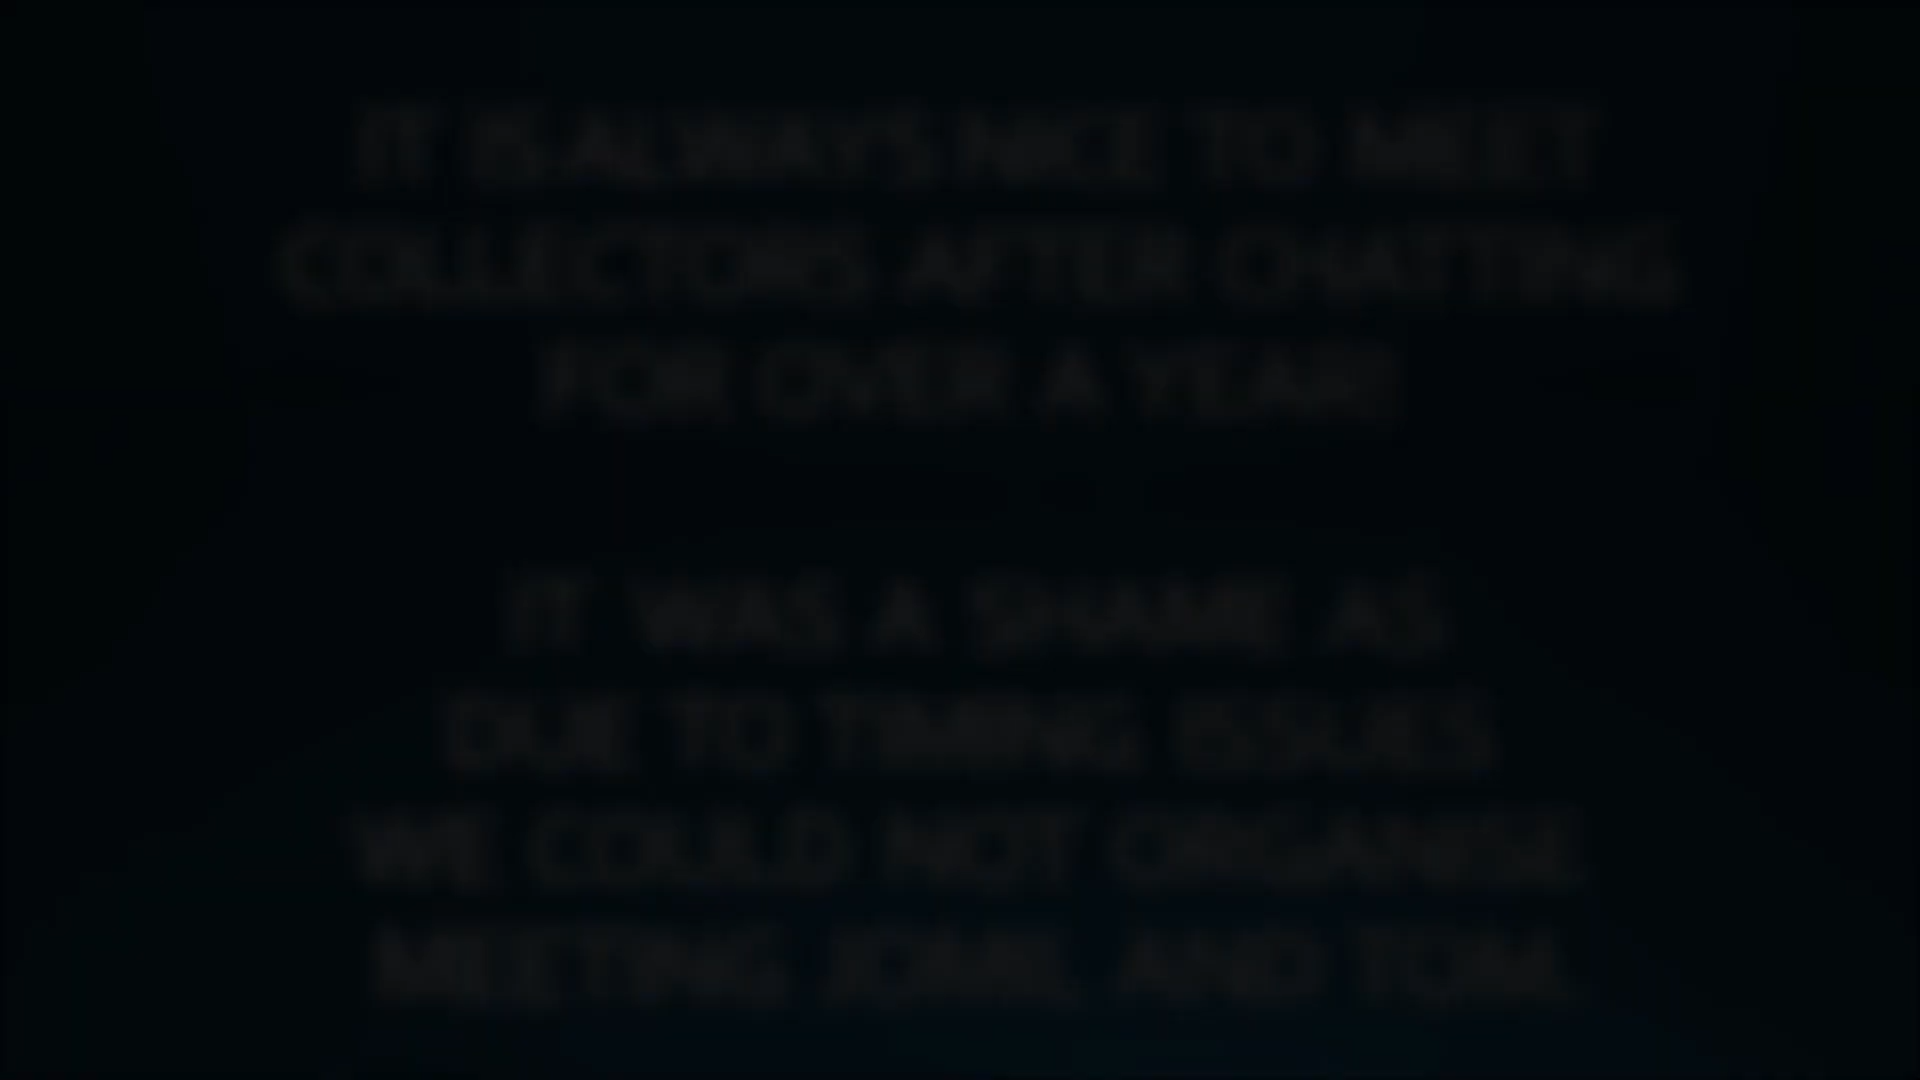 IT IS ALWAYS NICE TO MEET
COLLECTORS AFTER CHATTING
FOR OVER A YEAR!
IT WAS A SHAME AS
DUE TO TIMING ISSUES
WE COULD NOT ORGANISE
MEETING AND TOM.